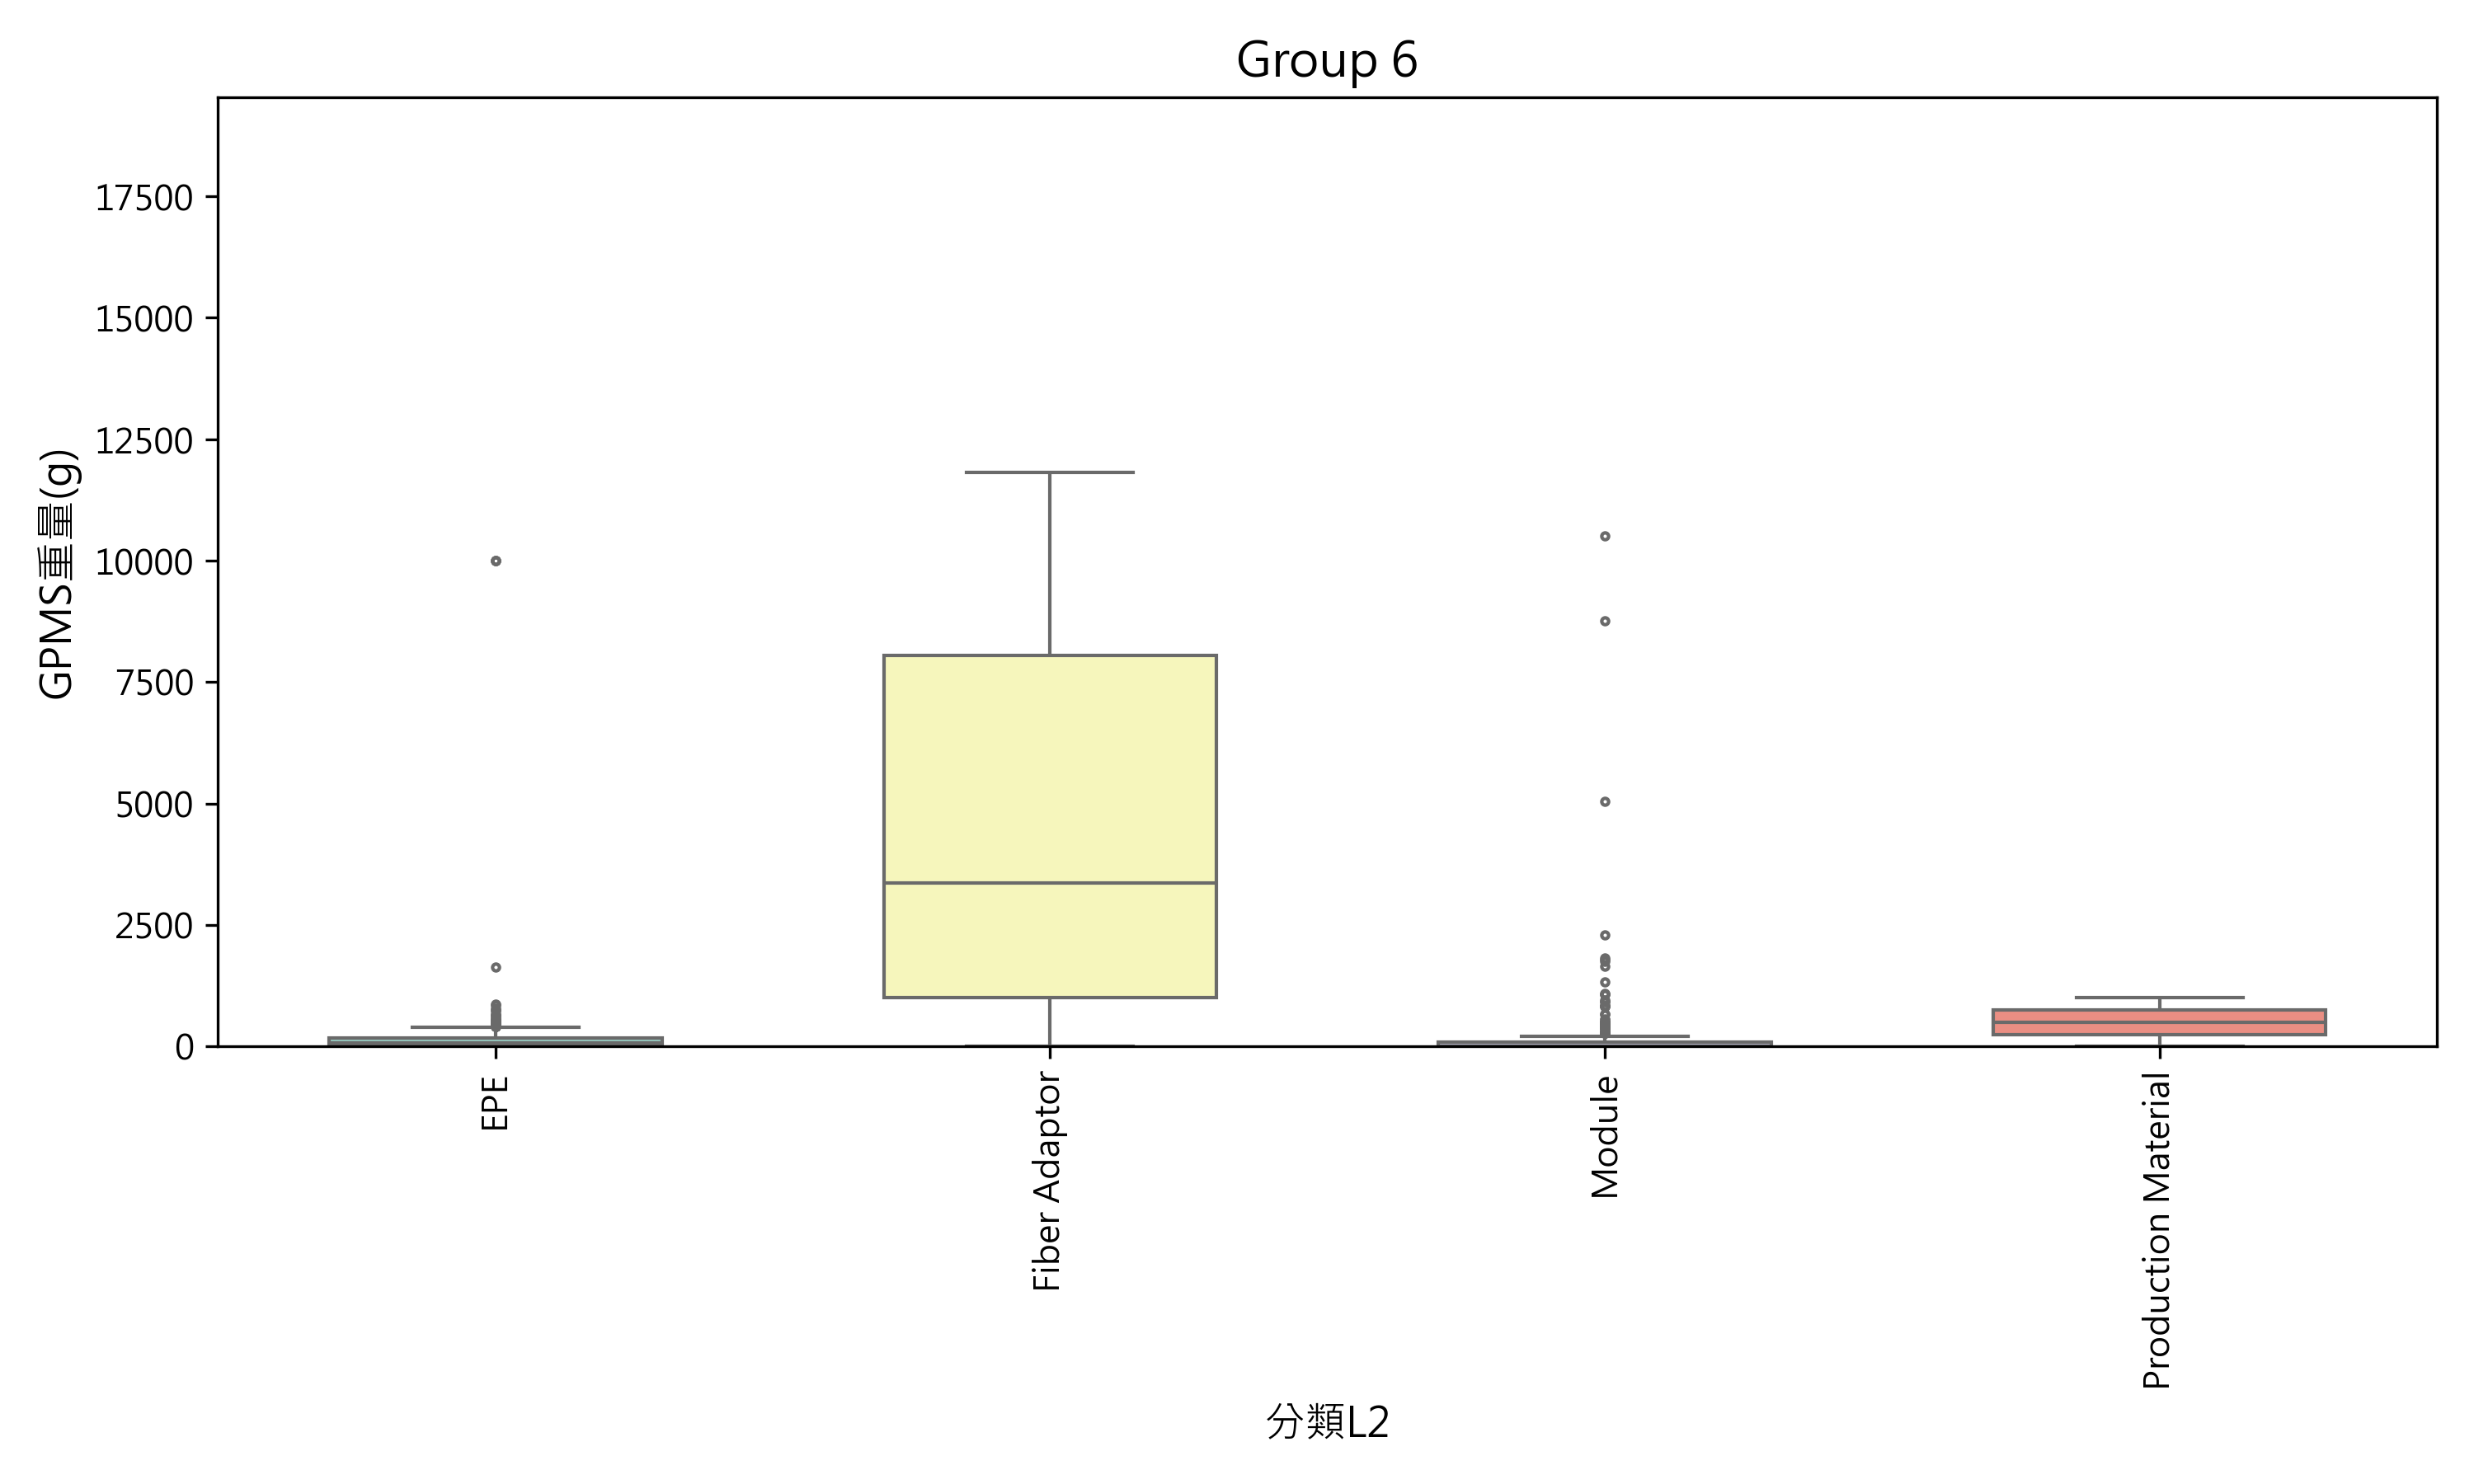 Group 6
GPMS重量(g)
17500
15000
12500
10000
7500
5000
2500
0
EPE
Fiber Adaptor
Module
Production Material
分類L2